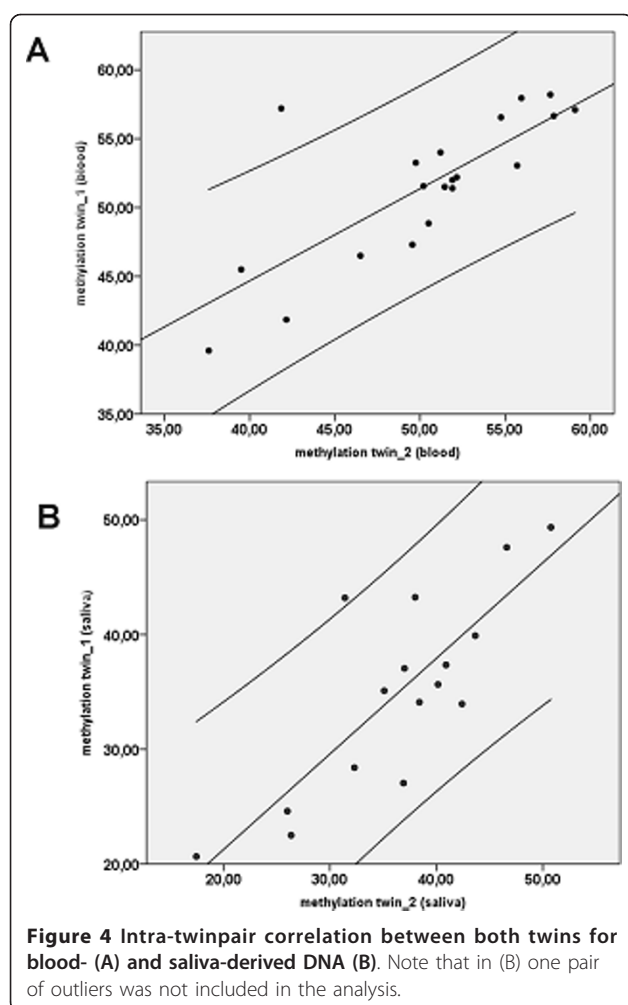 A
60,00
55,00
50,00
45,00
40,00
35,00
methylation twin_1 (blood)
35,00 40,00 45,00 50,00 55,00 60,00
methylation twin_2 (blood)
B
50,00
40,00
30,00
20,00
methylation twin_1 (saliva)
20,00 30,00 40,00 50,00
methylation twin_2 (saliva)
Figure 4 Intra-twinpair correlation between both twins for
blood- (A) and saliva-derived DNA (B). Note that in (B) one pair
of outliers was not included in the analysis.